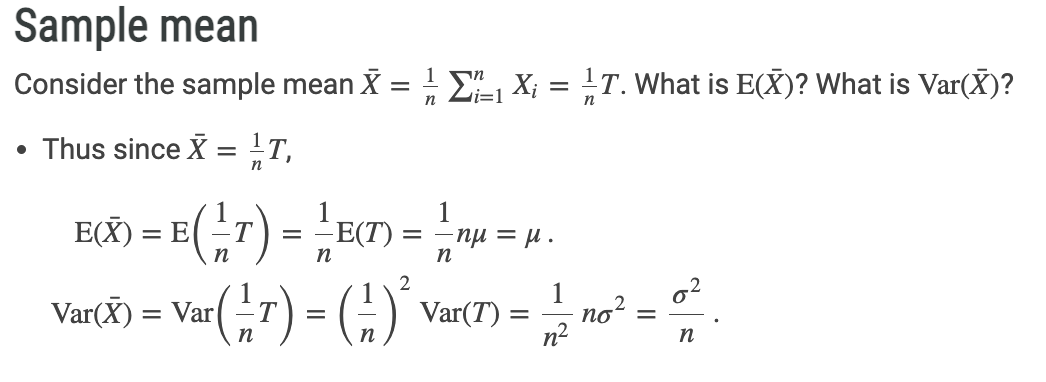 Sample mean
Consider the sample mean X̄ = 1/n ∑ⁿᵢ₌₁ Xᵢ = 1/n T. What is E(X̄)? What is Var(X̄)?
• Thus since X̄ = 1/n T,
E(X̄) = E(1/n T) = 1/n E(T) = 1/n nμ = μ .
Var(X̄) = Var(1/n T) = (1/n)² Var(T) = 1/n² nσ² = σ²/n .